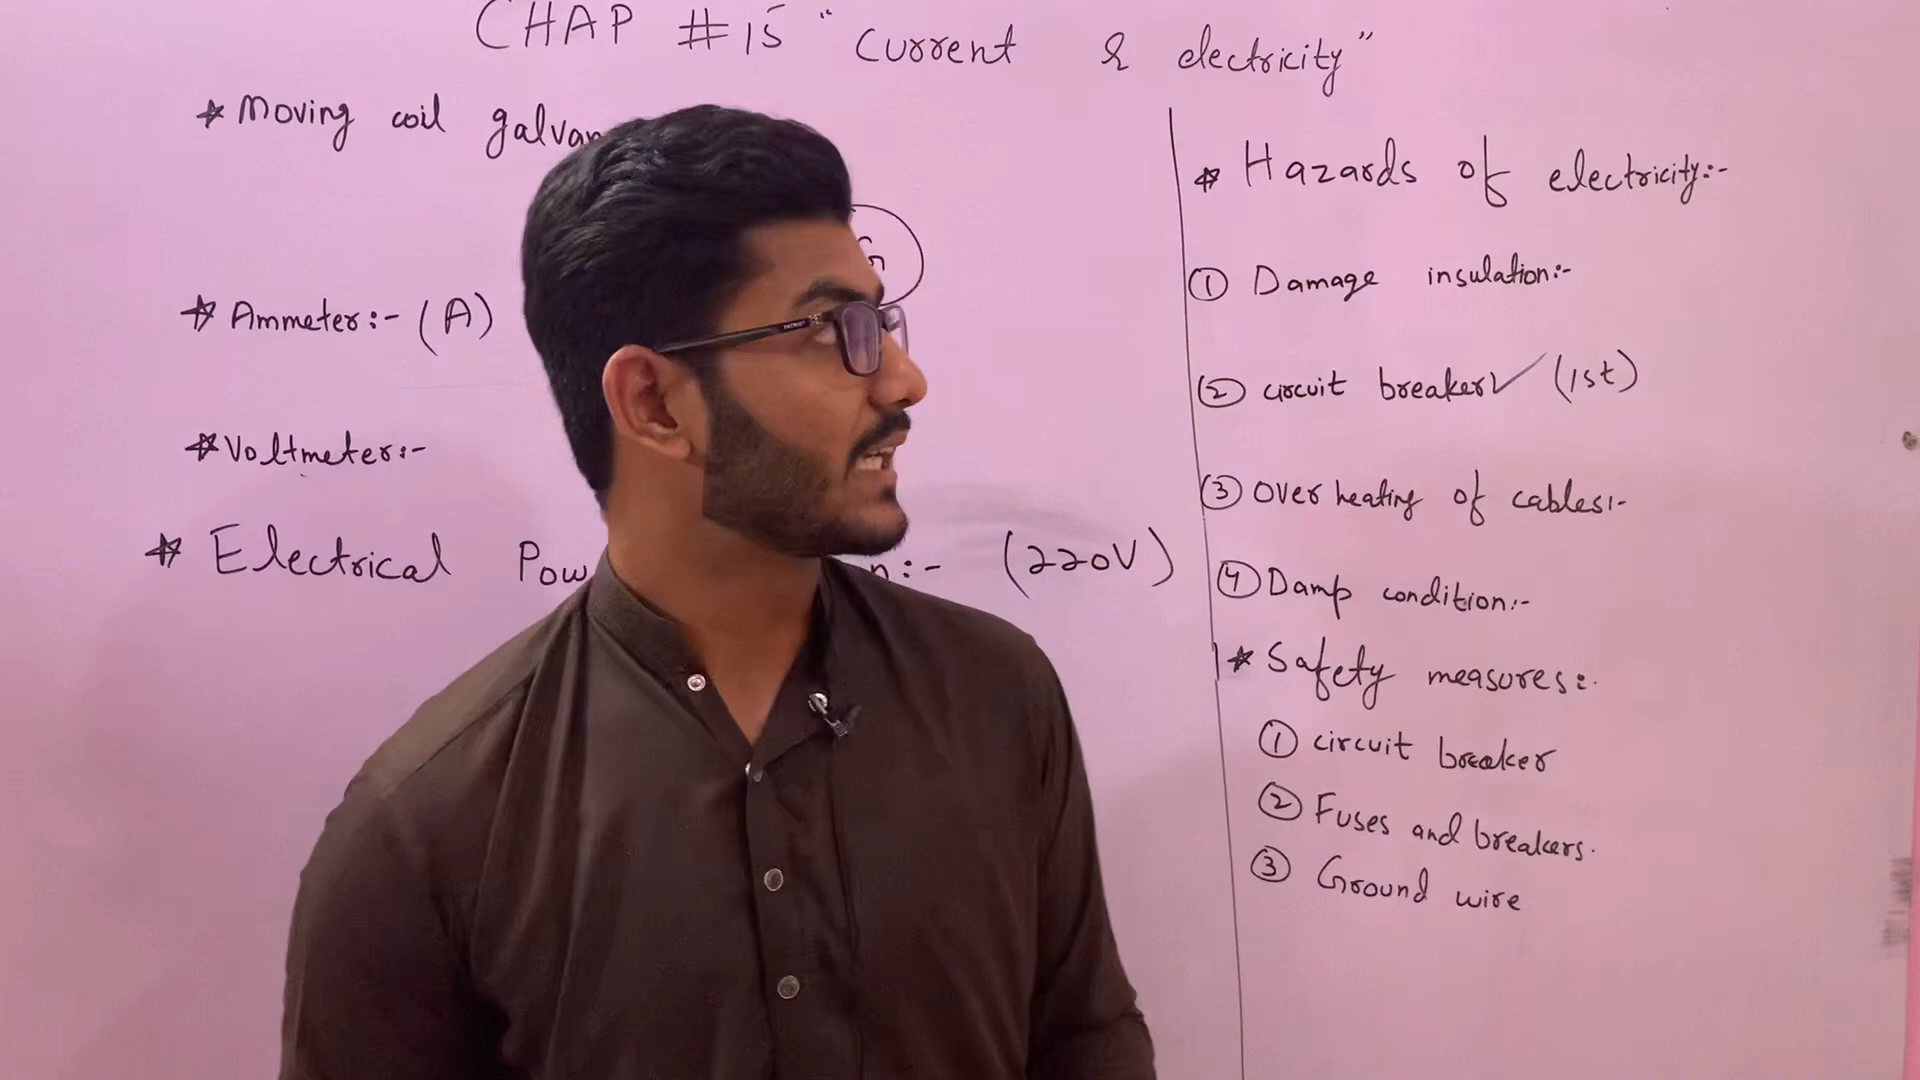 CHAP #15 "Current & electricity"
* Moving coil
* Ammeter:- (A)
* Voltmeter:-
* Electrical (220V)
* Hazards of electricity:-
① Damage insulation:-
② circuit breaker ✓ (1st)
③ Over heating of cables:-
④ Damp condition:-
* Safety measures:-
① circuit breaker
② Fuses and breakers.
③ Ground wire